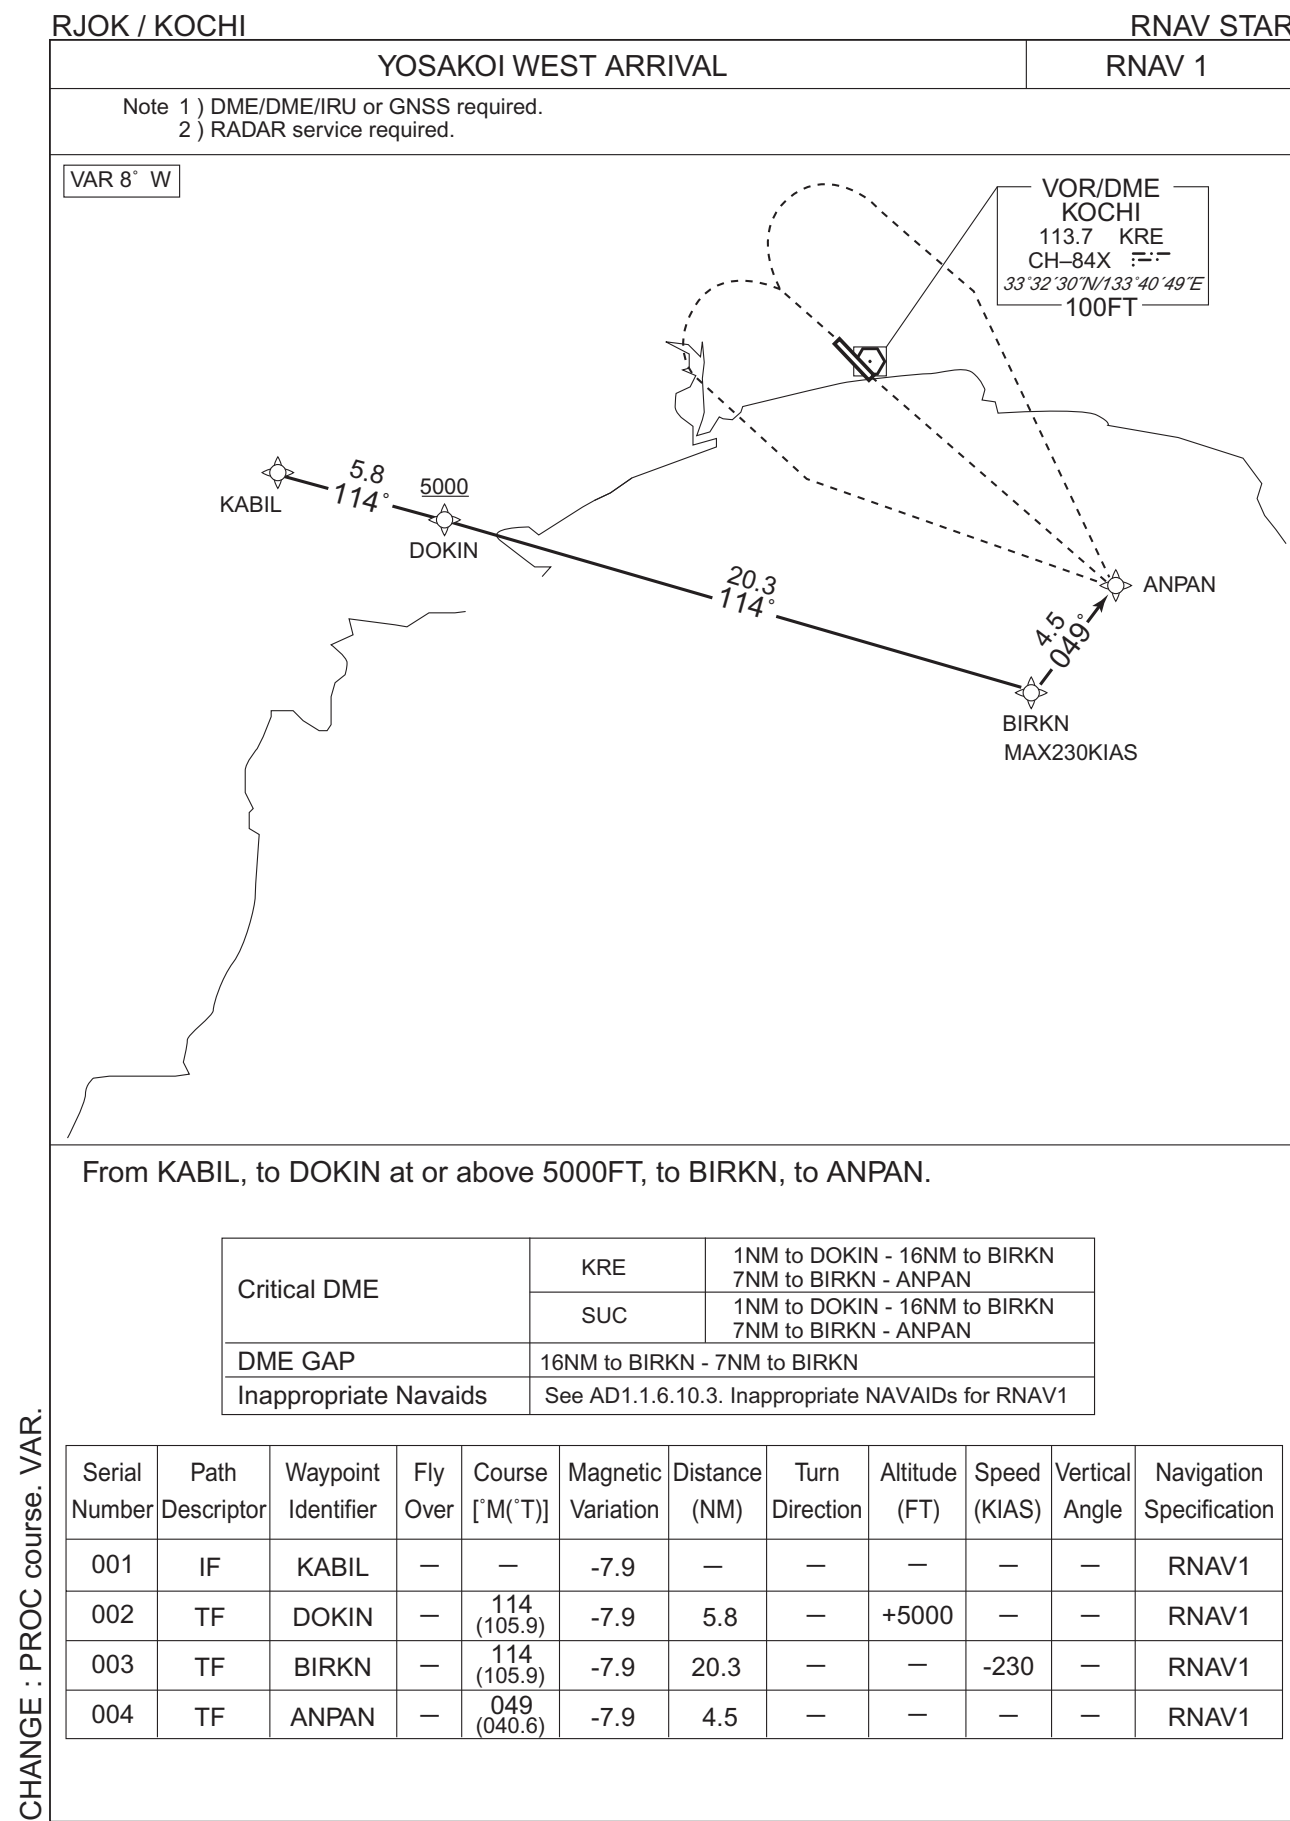 RJOK / KOCHI RNAV STAR
YOSAKOI WEST ARRIVAL RNAV 1
Note 1 ) DME/DME/IRU or GNSS required.
2 ) RADAR service required.
VAR 8° W
VOR/DME
KOCHI
113.7 KRE
CH–84X
33°32´30˝N/133°40´49˝E
100FT
5.8
114°
5000
KABIL
DOKIN
20.3
114°
ANPAN
4.5
049°
BIRKN
MAX230KIAS
From KABIL, to DOKIN at or above 5000FT, to BIRKN, to ANPAN.
Critical DME
KRE
1NM to DOKIN - 16NM to BIRKN
7NM to BIRKN - ANPAN
SUC
1NM to DOKIN - 16NM to BIRKN
7NM to BIRKN - ANPAN
DME GAP 16NM to BIRKN - 7NM to BIRKN
Inappropriate Navaids See AD1.1.6.10.3. Inappropriate NAVAIDs for RNAV1
Serial Path Waypoint Fly Course Magnetic Distance Turn Altitude Speed Vertical Navigation
Number Descriptor Identifier Over [°M(°T)] Variation (NM) Direction (FT) (KIAS) Angle Specification
001 IF KABIL — — -7.9 — — — — — RNAV1
002 TF DOKIN — 114 (105.9) -7.9 5.8 — +5000 — — RNAV1
003 TF BIRKN — 114 (105.9) -7.9 20.3 — — -230 — RNAV1
004 TF ANPAN — 049 (040.6) -7.9 4.5 — — — — RNAV1
CHANGE : PROC course. VAR.